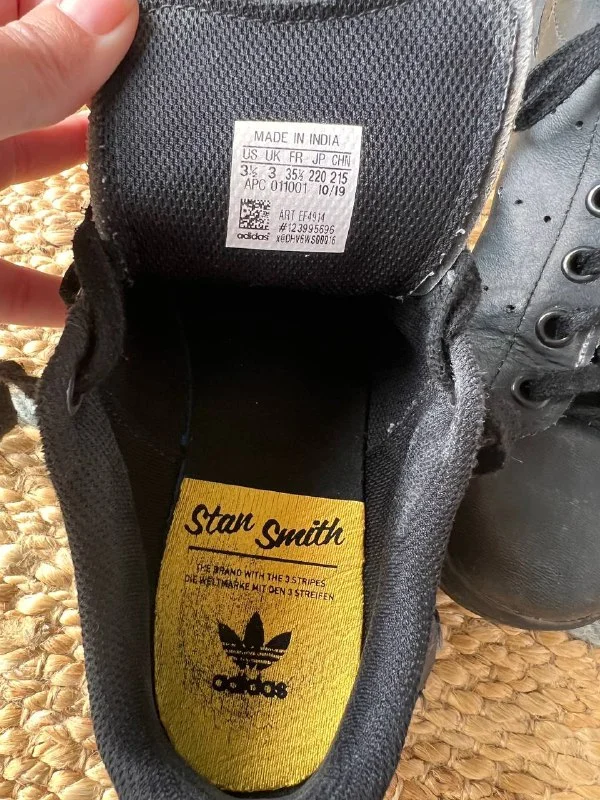 MADE IN INDIA
US UK FR JP CHN
3½ 3 35½ 220 215
APC 011001 10/19
ART EF4914
#123995696
adidas
Stan Smith
THE BRAND WITH THE 3 STRIPES
DIE WELTMARKE MIT DEN 3 STREIFEN
adidas